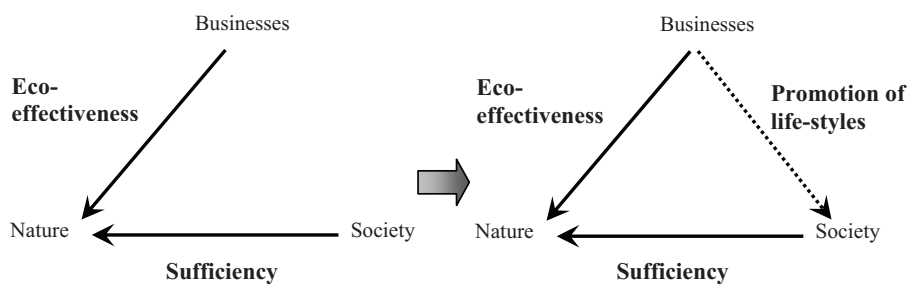 Businesses
Eco-
effectiveness
Nature
Society
Sufficiency
Businesses
Eco-
effectiveness
Promotion of
life-styles
Nature
Society
Sufficiency